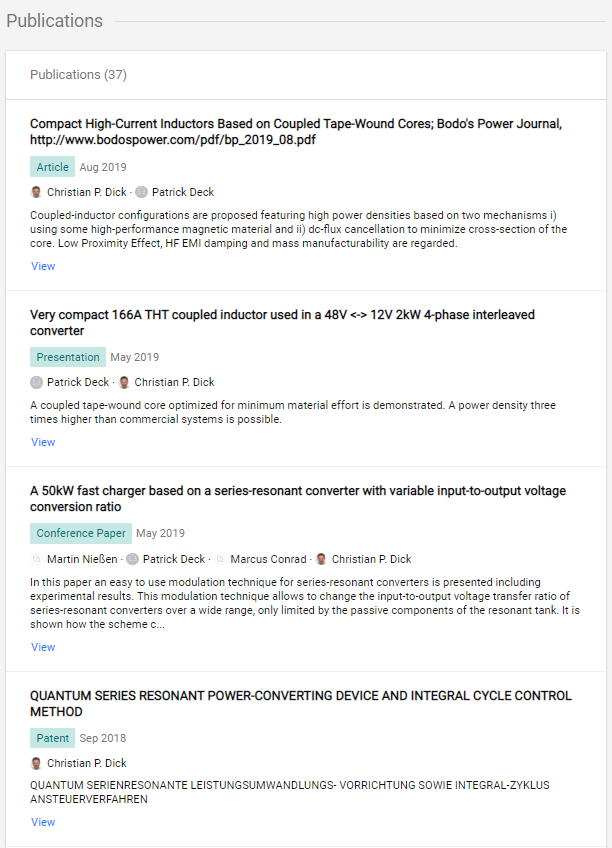 Publications
Publications (37)
Compact High-Current Inductors Based on Coupled Tape-Wound Cores; Bodo's Power Journal,
http://www.bodospower.com/pdf/bp_2019_08.pdf
Article Aug 2019
Christian P. Dick · Patrick Deck
Coupled-inductor configurations are proposed featuring high power densities based on two mechanisms i)
using some high-performance magnetic material and ii) dc-flux cancellation to minimize cross-section of the
core. Low Proximity Effect, HF EMI damping and mass manufacturability are regarded.
View
Very compact 166A THT coupled inductor used in a 48V <-> 12V 2kW 4-phase interleaved
converter
Presentation May 2019
Patrick Deck · Christian P. Dick
A coupled tape-wound core optimized for minimum material effort is demonstrated. A power density three
times higher than commercial systems is possible.
View
A 50kW fast charger based on a series-resonant converter with variable input-to-output voltage
conversion ratio
Conference Paper May 2019
Martin Nießen · Patrick Deck · Marcus Conrad · Christian P. Dick
In this paper an easy to use modulation technique for series-resonant converters is presented including
experimental results. This modulation technique allows to change the input-to-output voltage transfer ratio of
series-resonant converters over a wide range, only limited by the passive components of the resonant tank. It is
shown how the scheme c...
View
QUANTUM SERIES RESONANT POWER-CONVERTING DEVICE AND INTEGRAL CYCLE CONTROL
METHOD
Patent Sep 2018
Christian P. Dick
QUANTUM SERIENRESONANTE LEISTUNGSUMWANDLUNGS- VORRICHTUNG SOWIE INTEGRAL-ZYKLUS
ANSTEUERVERFAHREN
View